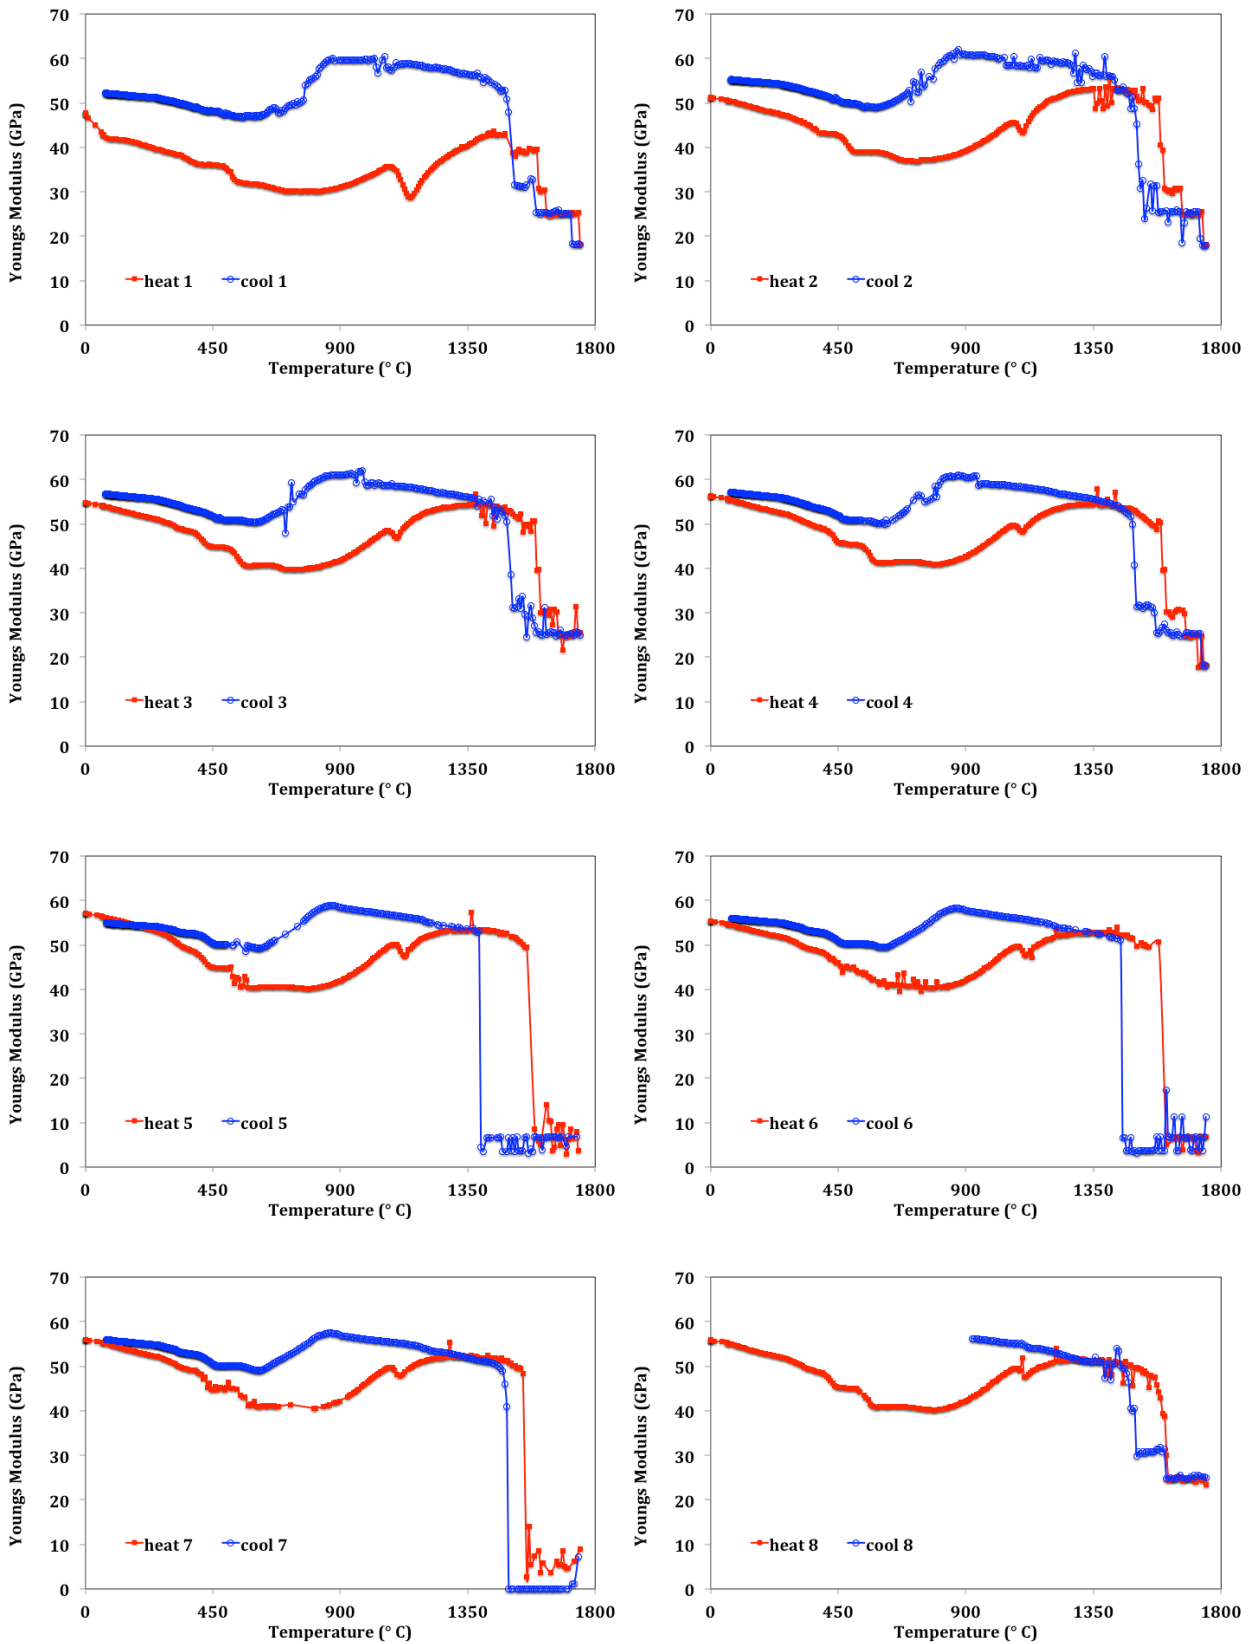 70
60
50
40
30
20
10
0
Youngs Modulus (GPa)
heat 1 cool 1
0 450 900 1350 1800
Temperature (° C)
70
60
50
40
30
20
10
0
Youngs Modulus (GPa)
heat 2 cool 2
0 450 900 1350 1800
Temperature (° C)
70
60
50
40
30
20
10
0
Youngs Modulus (GPa)
heat 3 cool 3
0 450 900 1350 1800
Temperature (° C)
70
60
50
40
30
20
10
0
Youngs Modulus (GPa)
heat 4 cool 4
0 450 900 1350 1800
Temperature (° C)
70
60
50
40
30
20
10
0
Youngs Modulus (GPa)
heat 5 cool 5
0 450 900 1350 1800
Temperature (° C)
70
60
50
40
30
20
10
0
Youngs Modulus (GPa)
heat 6 cool 6
0 450 900 1350 1800
Temperature (° C)
70
60
50
40
30
20
10
0
Youngs Modulus (GPa)
heat 7 cool 7
0 450 900 1350 1800
Temperature (° C)
70
60
50
40
30
20
10
0
Youngs Modulus (GPa)
heat 8 cool 8
0 450 900 1350 1800
Temperature (° C)